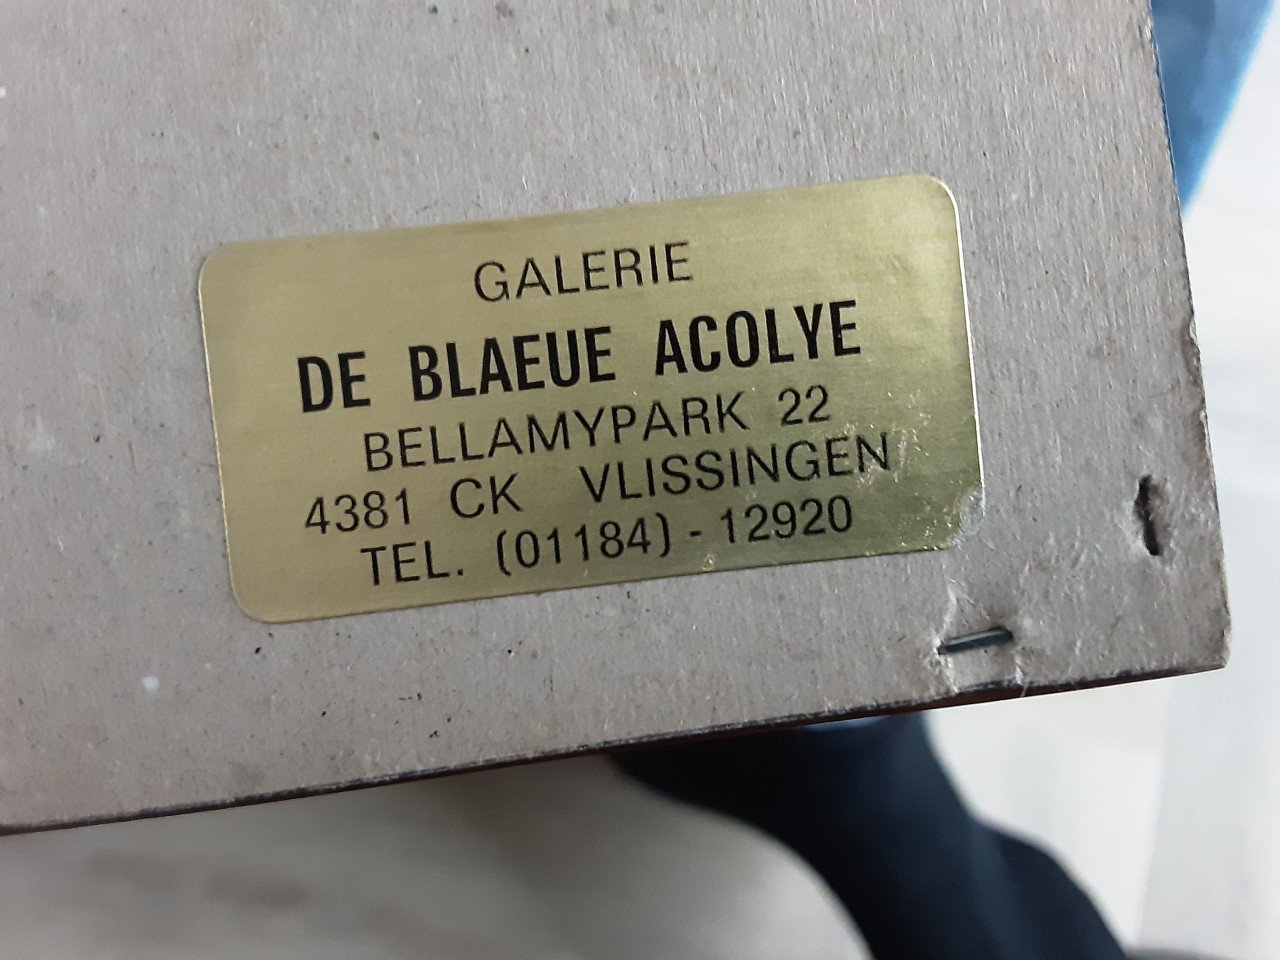 GALERIE
DE BLAEUE ACOLYE
BELLAMYPARK 22
4381 CK VLISSINGEN
TEL. (01184) - 12920